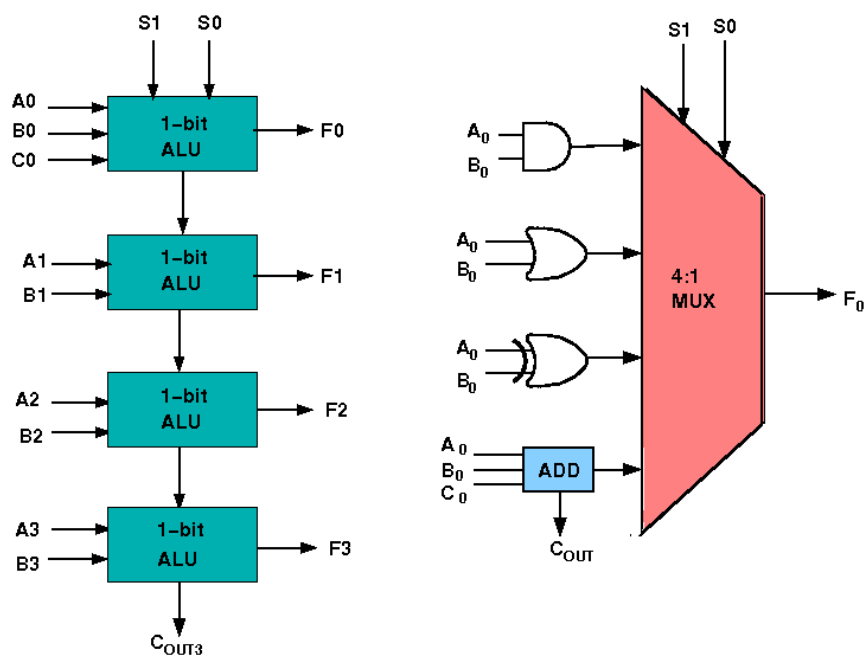 S1 S0
A0
B0
C0
1-bit
ALU
F0
A1
B1
1-bit
ALU
F1
A2
B2
1-bit
ALU
F2
A3
B3
1-bit
ALU
F3
COUT3
S1 S0
A0
B0
A0
B0
A0
B0
A0
B0
C0
ADD
COUT
4:1
MUX
F0